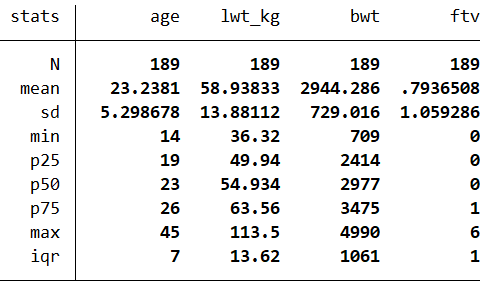 stats age lwt_kg bwt ftv
N 189 189 189 189
mean 23.2381 58.93833 2944.286 .7936508
sd 5.298678 13.88112 729.016 1.059286
min 14 36.32 709 0
p25 19 49.94 2414 0
p50 23 54.934 2977 0
p75 26 63.56 3475 1
max 45 113.5 4990 6
iqr 7 13.62 1061 1